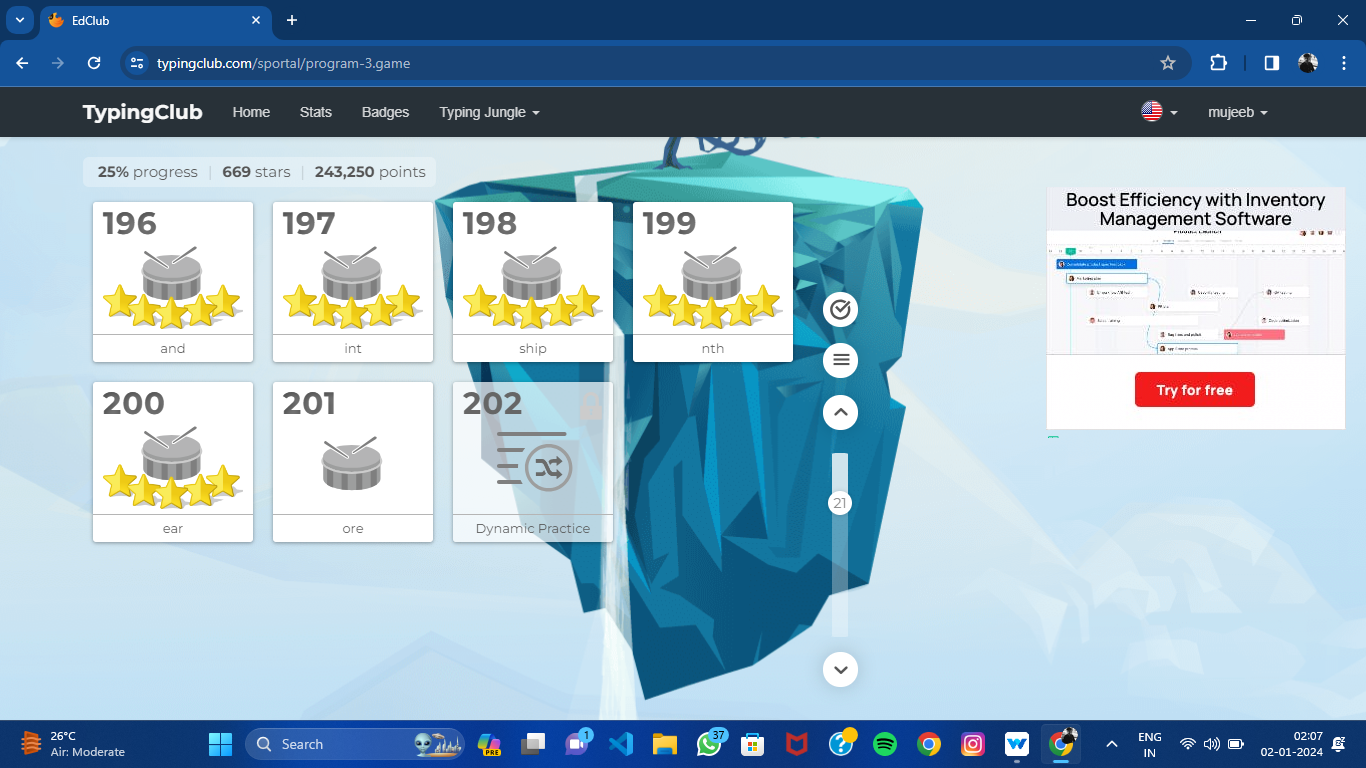 EdClub
typingclub.com/sportal/program-3.game
TypingClub Home Stats Badges Typing Jungle mujeeb
25% progress | 669 stars | 243,250 points
196 197 198 199
and int ship nth
200 201 202
ear ore Dynamic Practice
21
Boost Efficiency with Inventory
Management Software
Try for free
26°C
Air: Moderate
Search
PRE
1
37
ENG
IN
02:07
02-01-2024